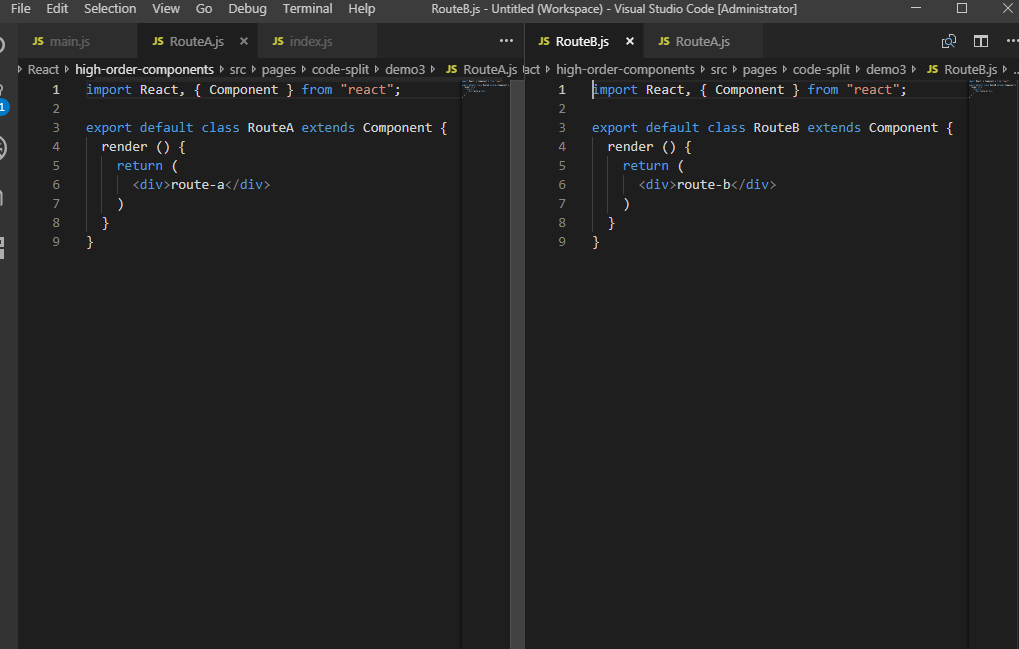 File Edit Selection View Go Debug Terminal Help RouteB.js - Untitled (Workspace) - Visual Studio Code [Administrator]
JS main.js JS RouteA.js × JS index.js ···
React › high-order-components › src › pages › code-split › demo3 › JS RouteA.js
1 import React, { Component } from "react";
2
3 export default class RouteA extends Component {
4 render () {
5 return (
6 <div>route-a</div>
7 )
8 }
9 }
JS RouteB.js × JS RouteA.js ···
act › high-order-components › src › pages › code-split › demo3 › JS RouteB.js › ..
1 import React, { Component } from "react";
2
3 export default class RouteB extends Component {
4 render () {
5 return (
6 <div>route-b</div>
7 )
8 }
9 }
1